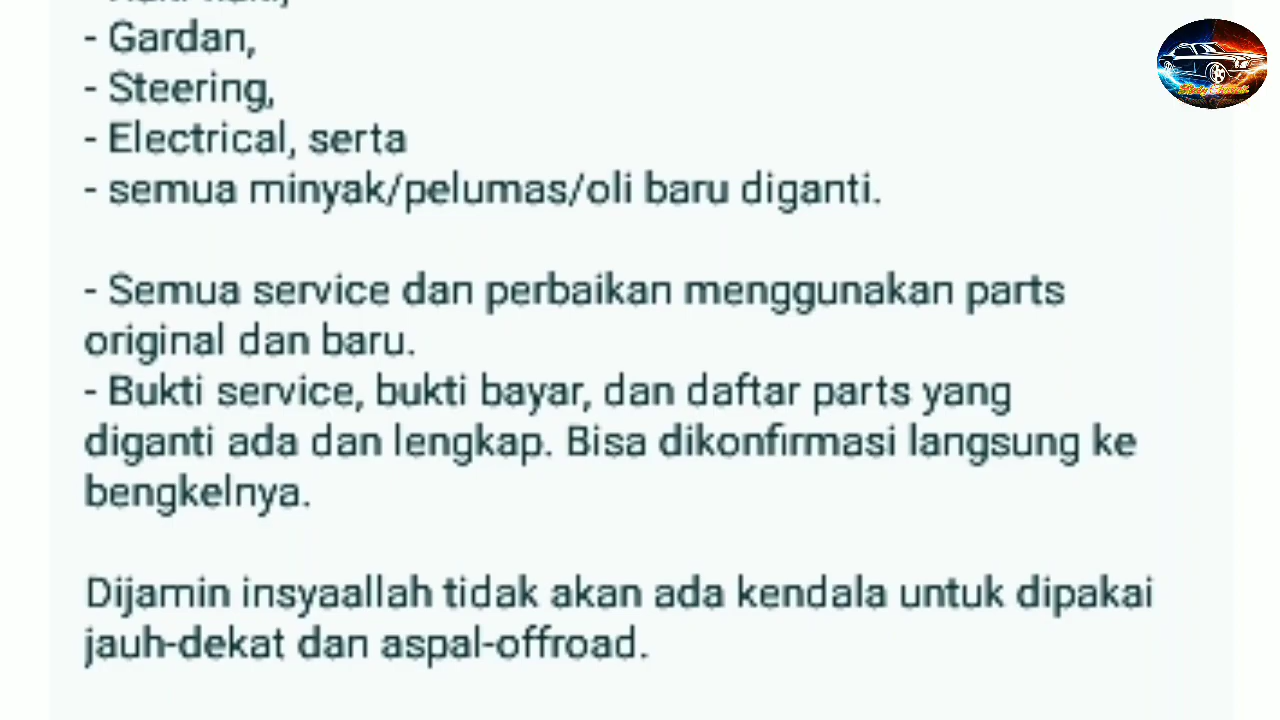 - Gardan,
- Steering,
- Electrical, serta
- semua minyak/pelumas/oli baru diganti.
- Semua service dan perbaikan menggunakan parts
original dan baru.
- Bukti service, bukti bayar, dan daftar parts yang
diganti ada dan lengkap. Bisa dikonfirmasi langsung ke
bengkelnya.
Dijamin insyaallah tidak akan ada kendala untuk dipakai
jauh-dekat dan aspal-offroad.